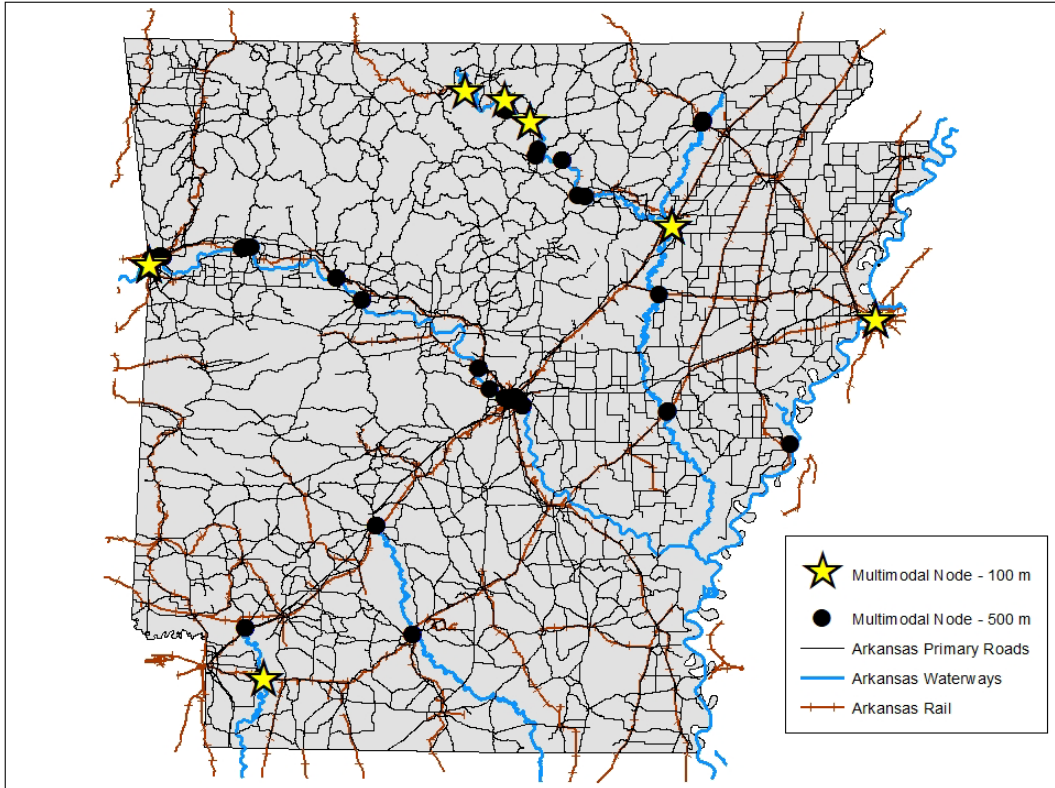 Multimodal Node - 100 m
Multimodal Node - 500 m
Arkansas Primary Roads
Arkansas Waterways
Arkansas Rail